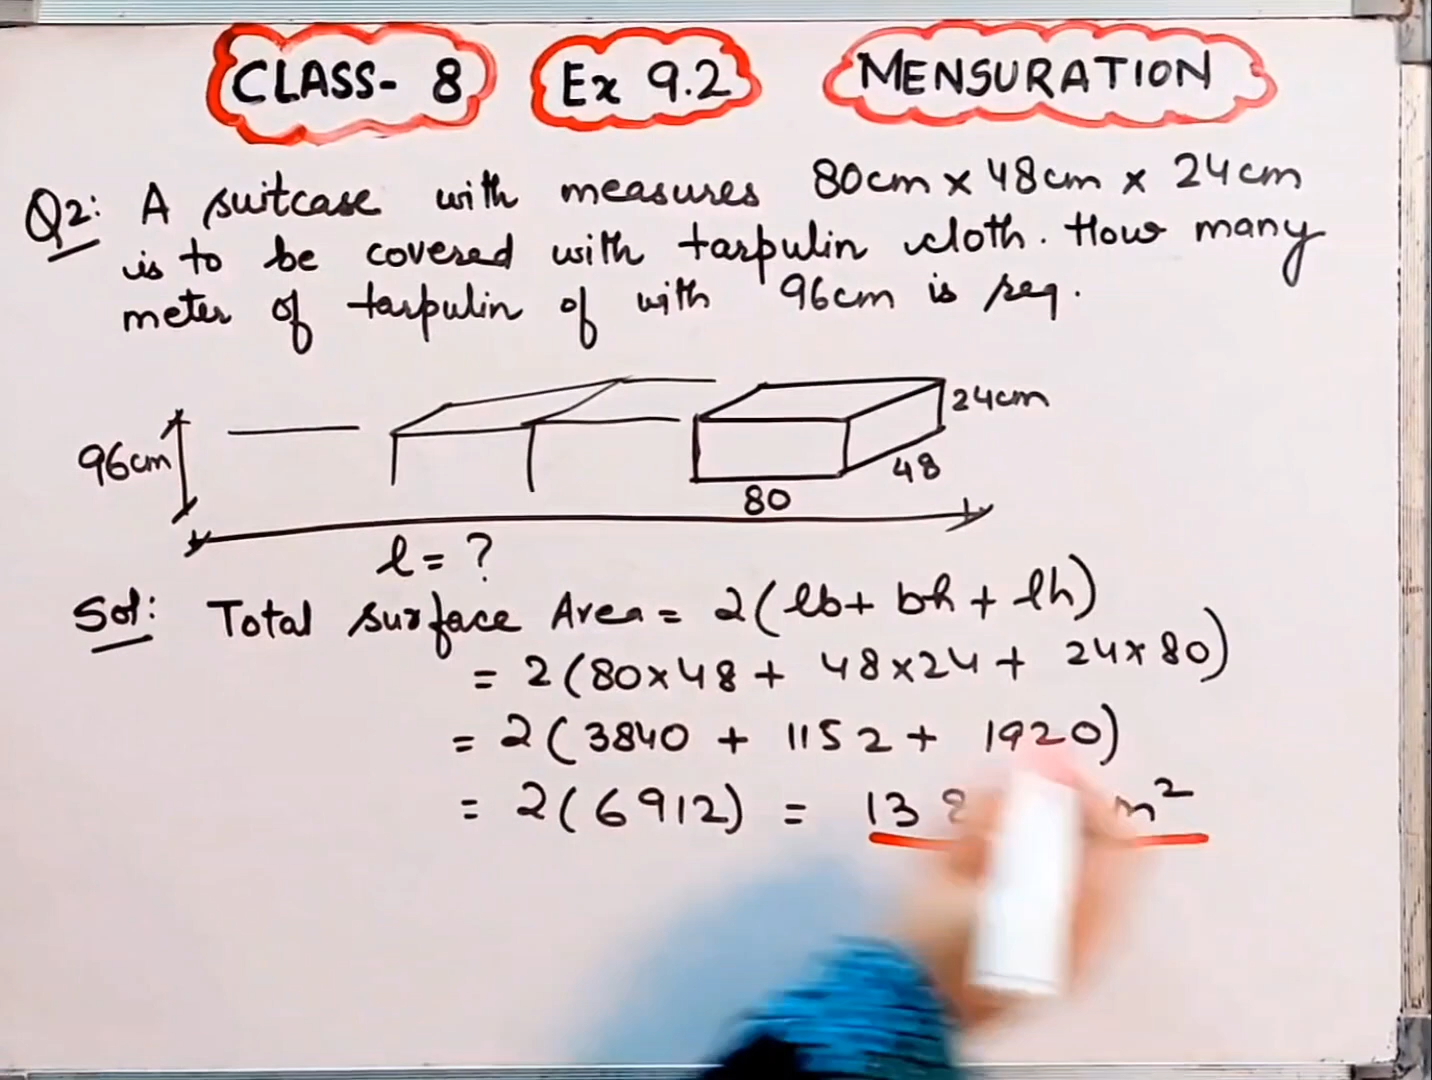 CLASS- 8 Ex 9.2 MENSURATION
Q2: A suitcase with measures 80cm x 48cm x 24cm
is to be covered with tarpulin cloth. How many
meter of tarpulin of with 96cm is req.
24cm
96cm
48
80
l = ?
Sol: Total surface Area = 2(lb+ bh + lh)
= 2(80x48 + 48x24 + 24x80)
= 2(3840 + 1152 + 1920)
= 2(6912) = 138 m²